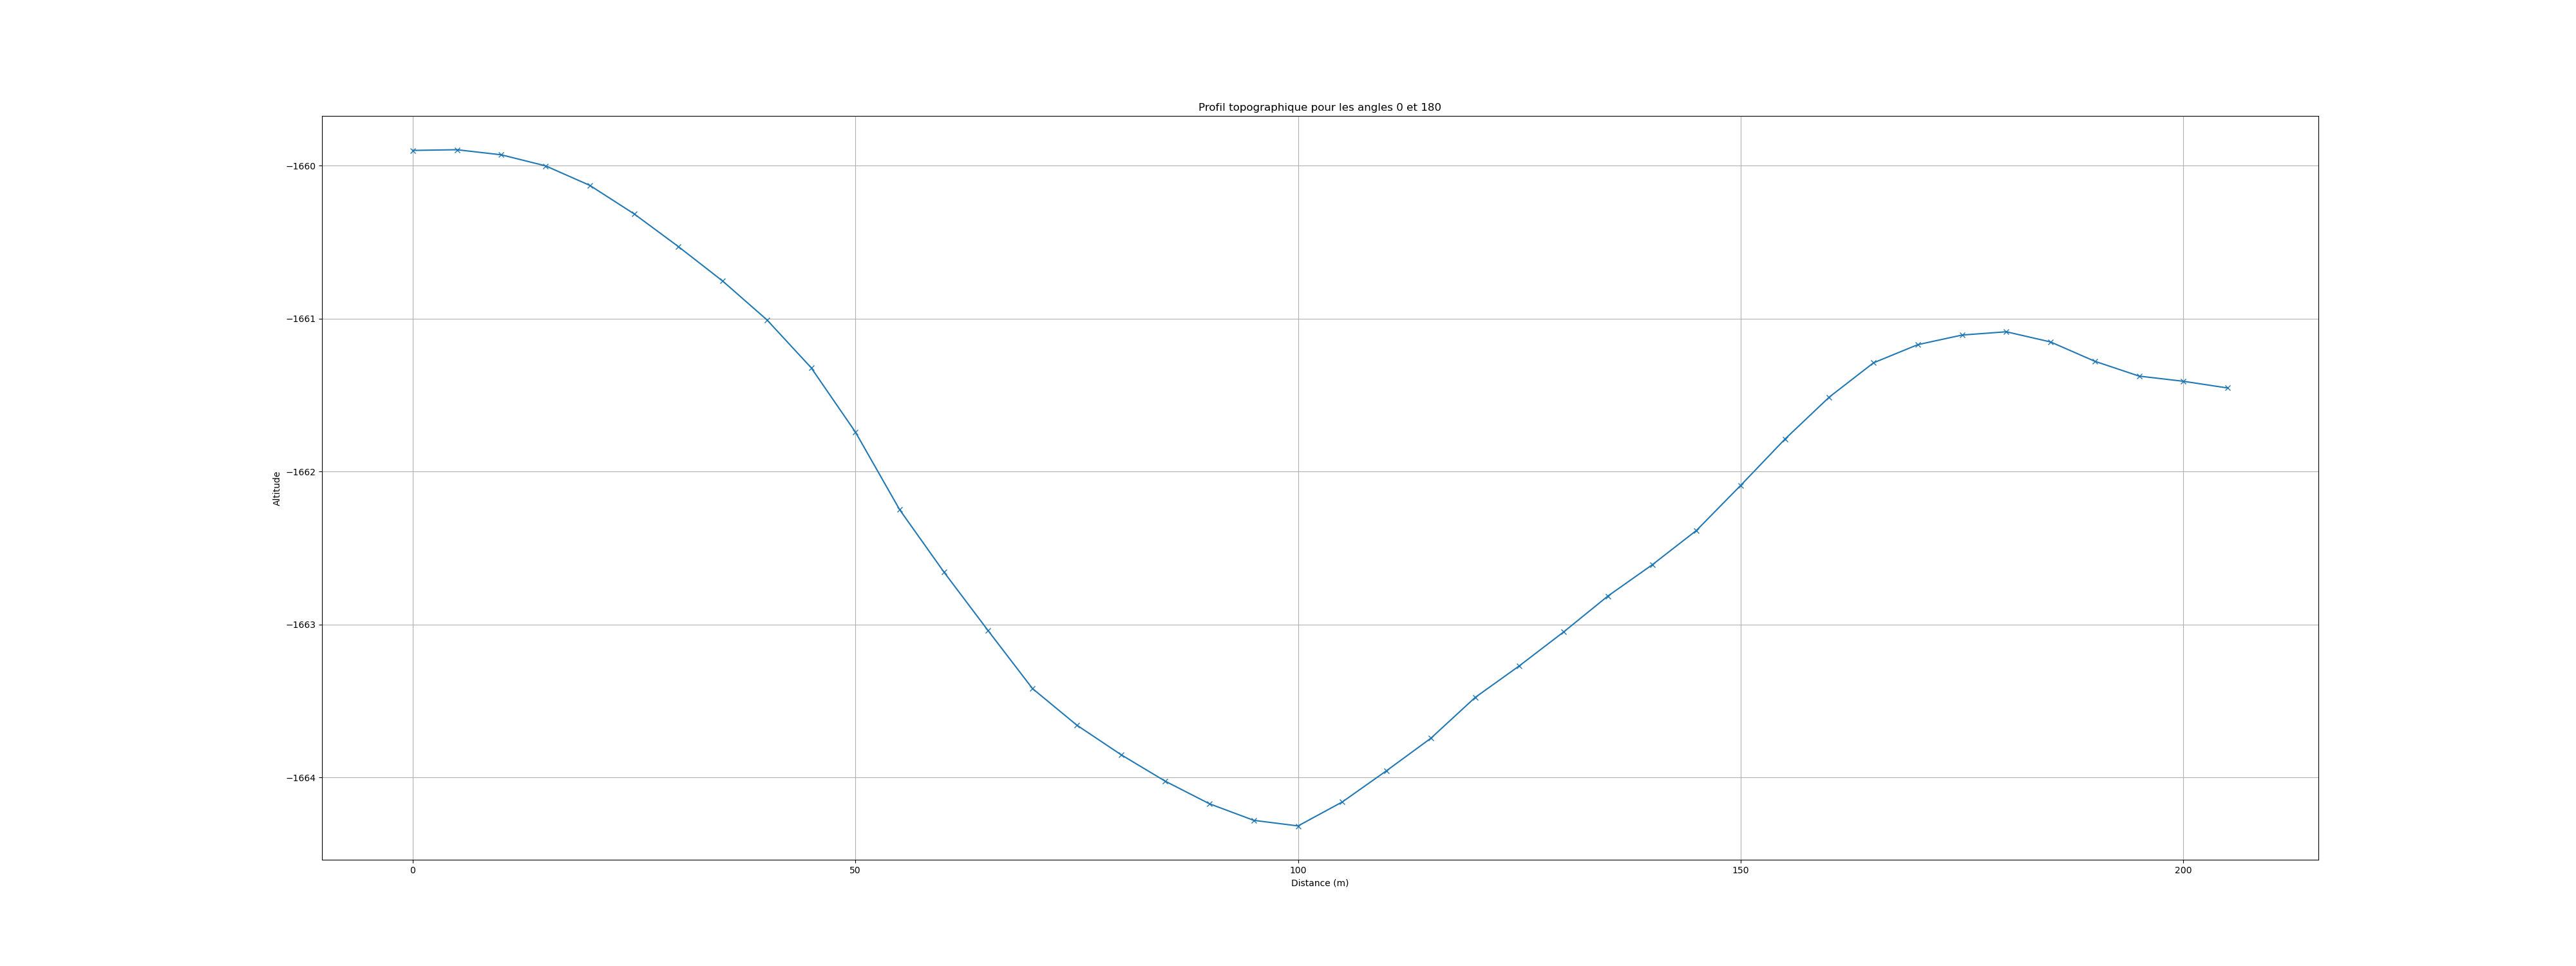 Profil topographique pour les angles 0 et 180
−1660
−1661
−1662
−1663
−1664
Altitude
0 50 100 150 200
Distance (m)